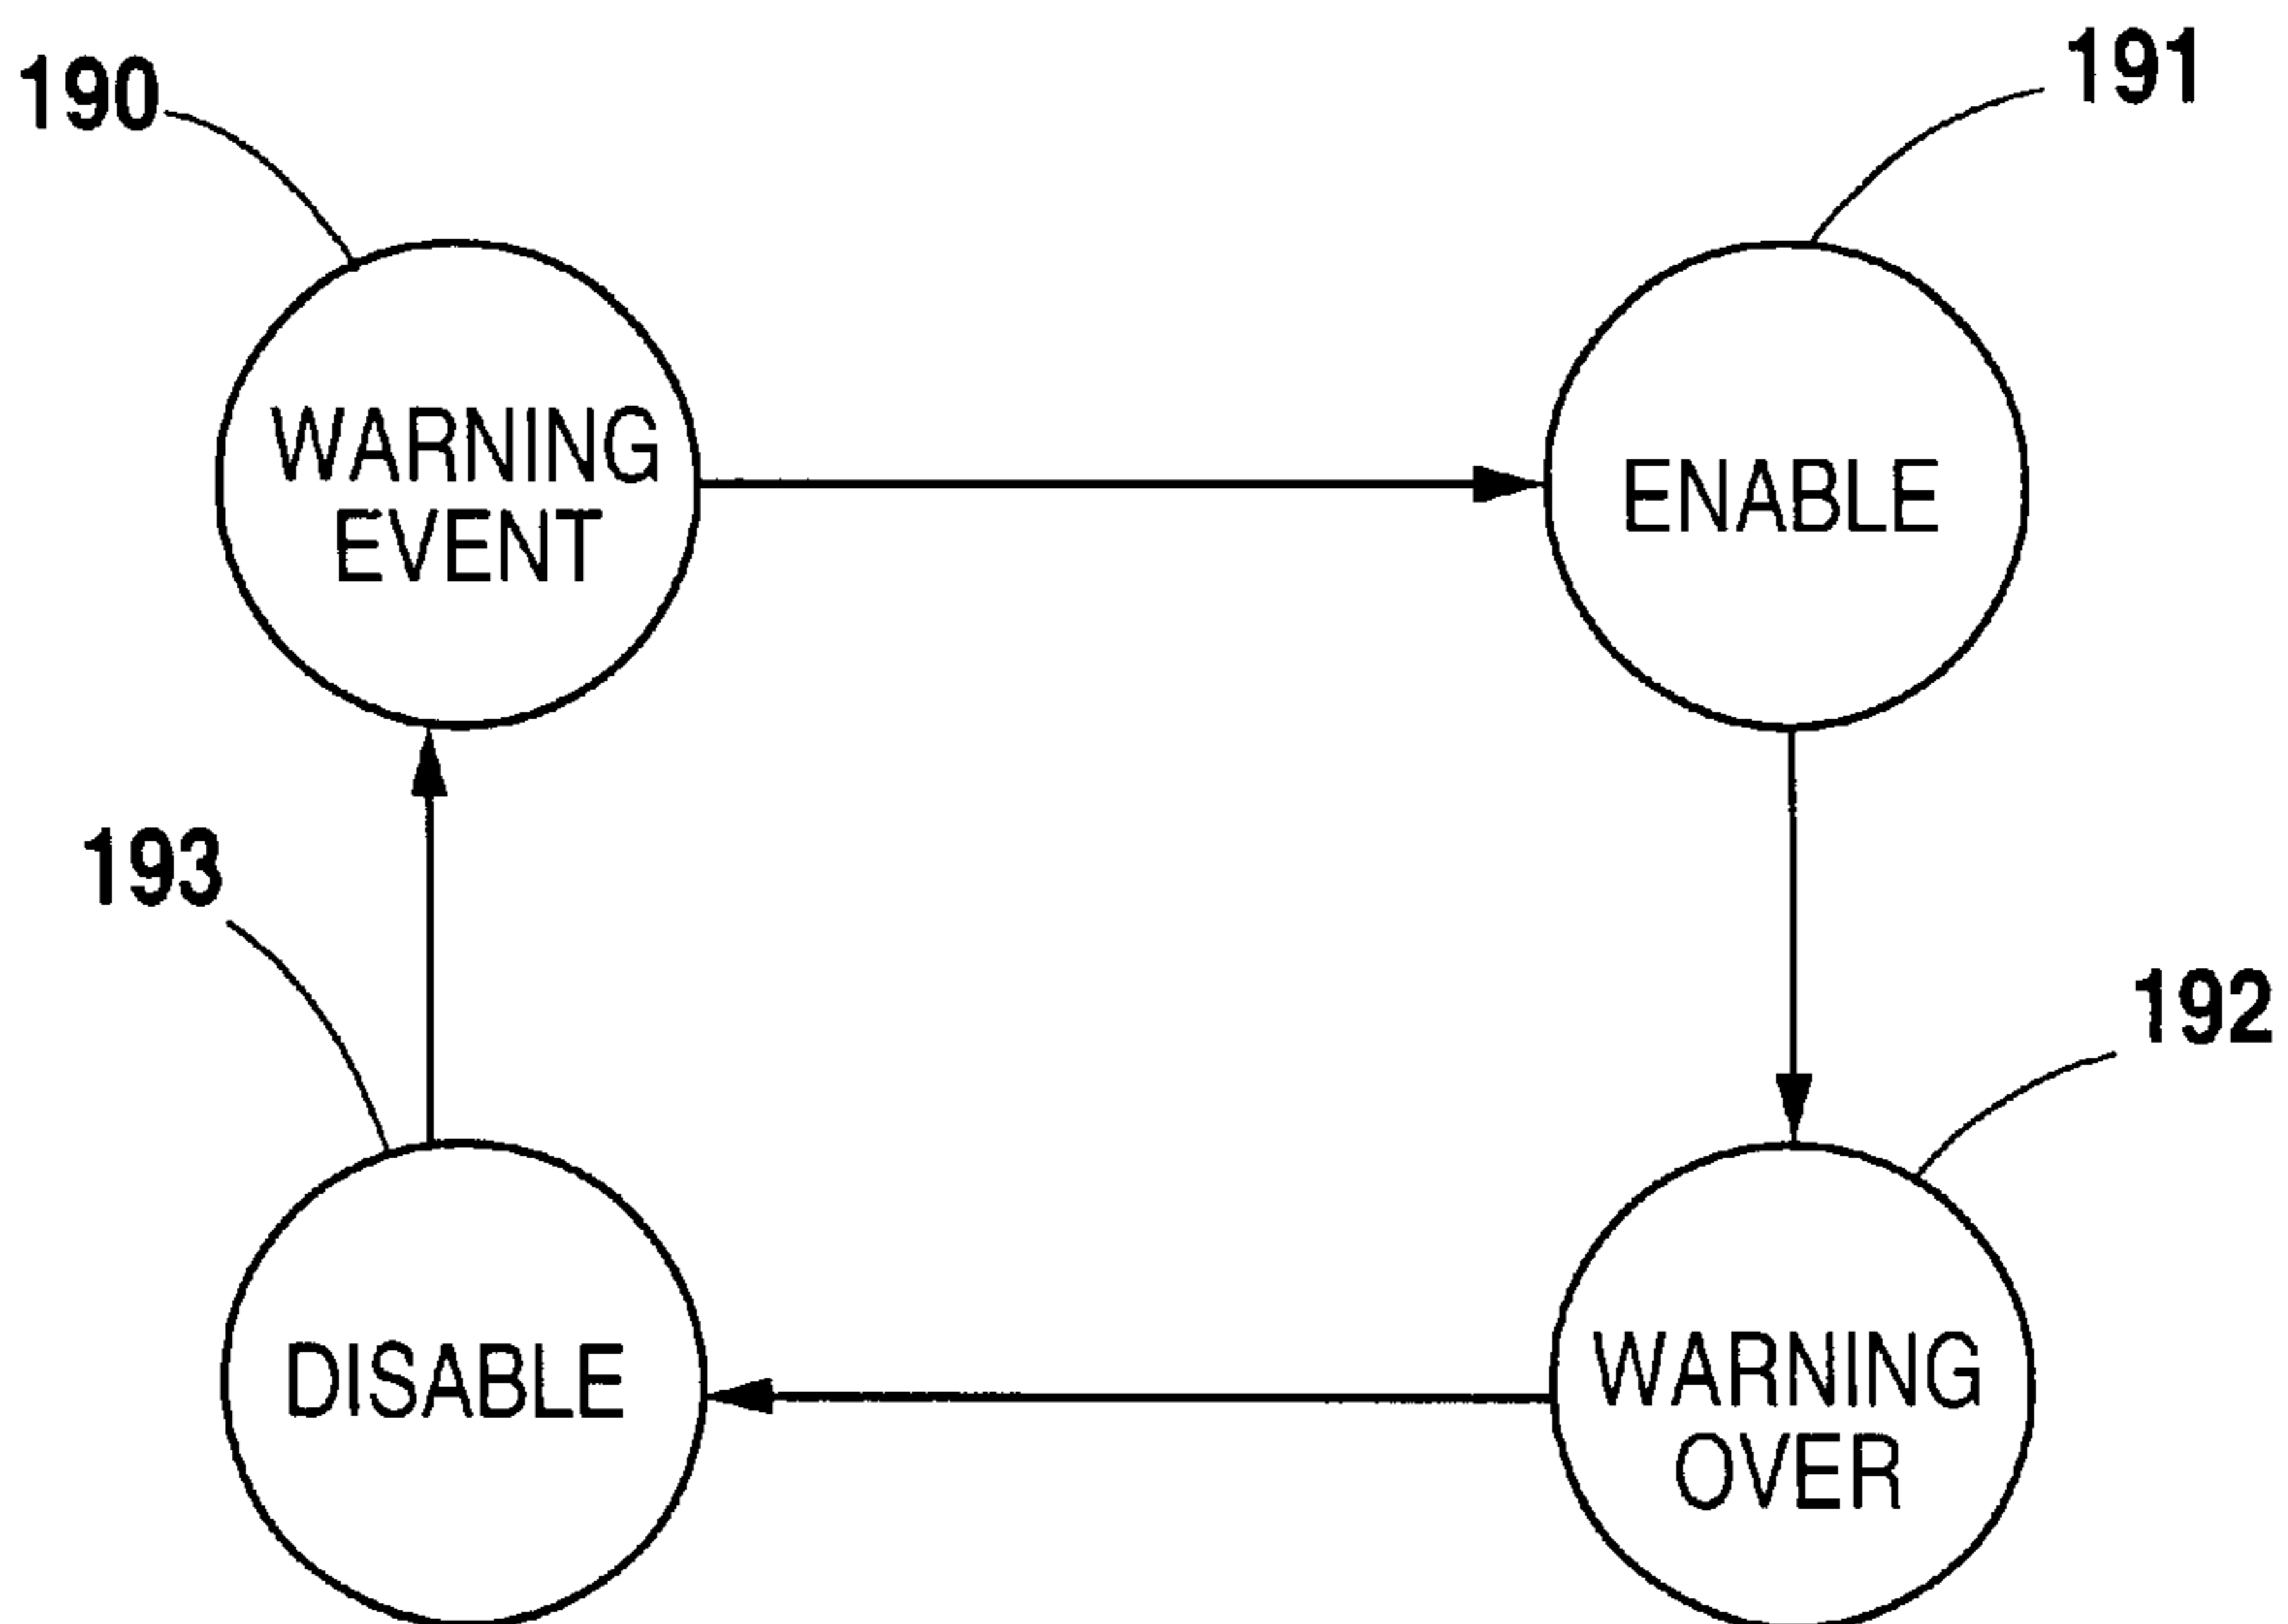 190
191
WARNING
EVENT
ENABLE
193
192
DISABLE
WARNING
OVER